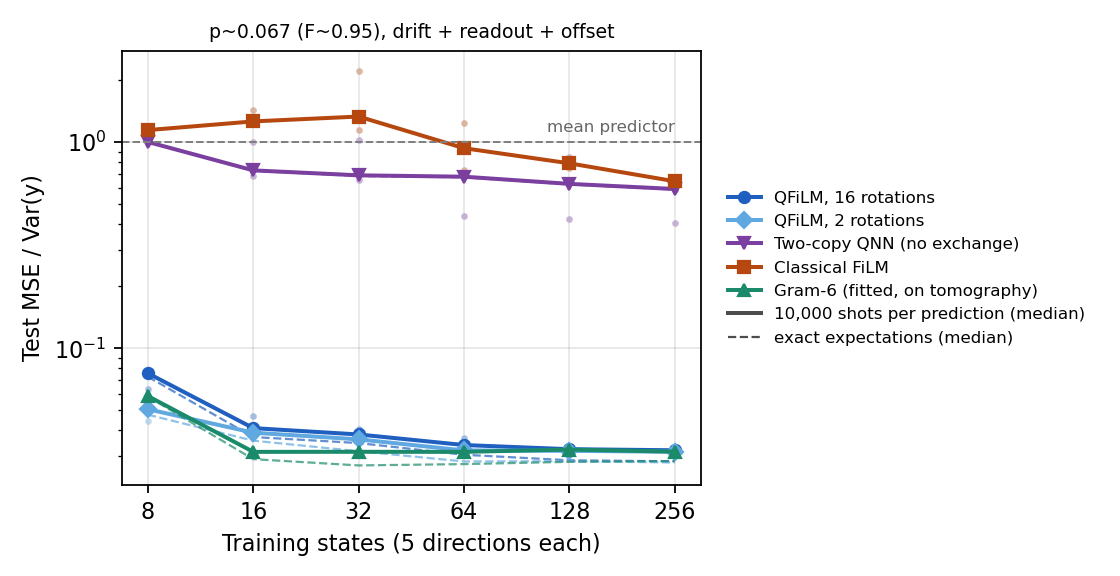 p~0.067 (F~0.95), drift + readout + offset
Test MSE / Var(y)
10⁰
10⁻¹
mean predictor
8 16 32 64 128 256
Training states (5 directions each)
QFiLM, 16 rotations
QFiLM, 2 rotations
Two-copy QNN (no exchange)
Classical FiLM
Gram-6 (fitted, on tomography)
10,000 shots per prediction (median)
exact expectations (median)